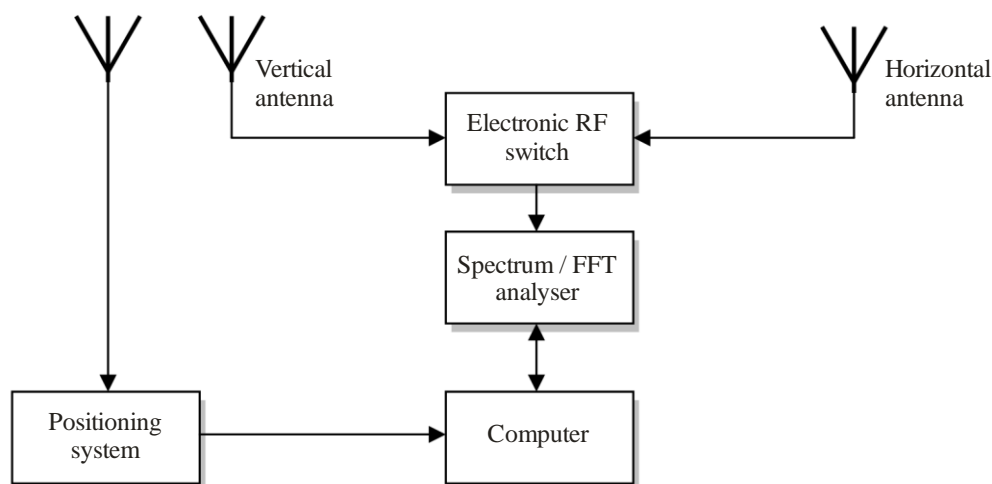 Vertical
antenna
Horizontal
antenna
Electronic RF
switch
Spectrum / FFT
analyser
Positioning
system
Computer